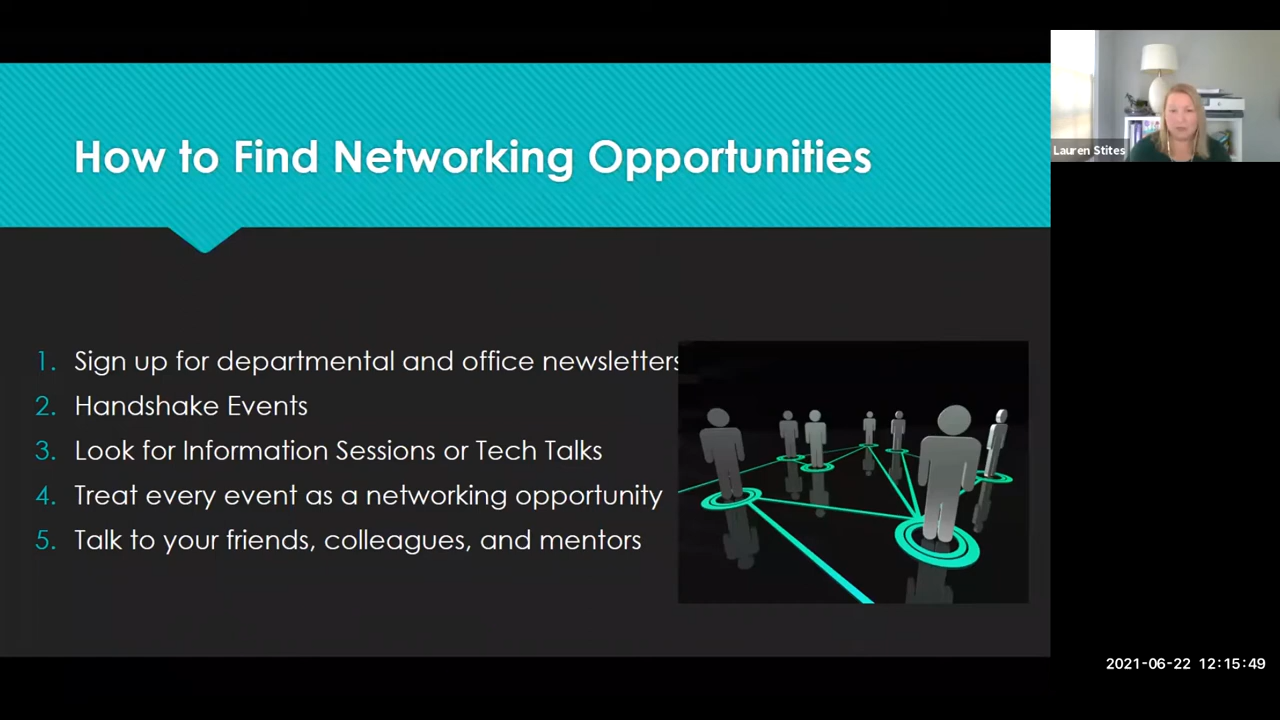 How to Find Networking Opportunities
Lauren Stites
1. Sign up for departmental and office newsletters
2. Handshake Events
3. Look for Information Sessions or Tech Talks
4. Treat every event as a networking opportunity
5. Talk to your friends, colleagues, and mentors
2021-06-22 12:15:49